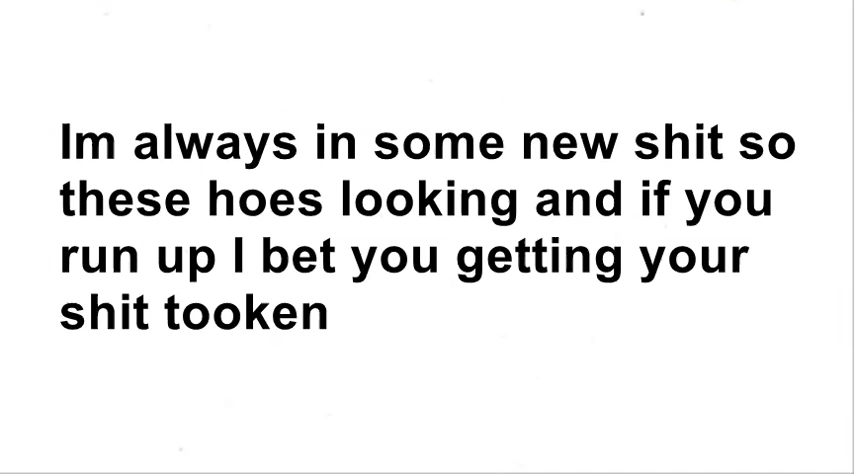 Im always in some new shit so
these hoes looking and if you
run up I bet you getting your
shit tooken